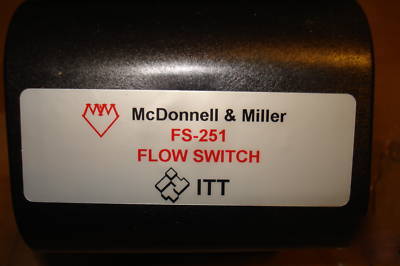 McDonnell & Miller
FS-251
FLOW SWITCH
ITT